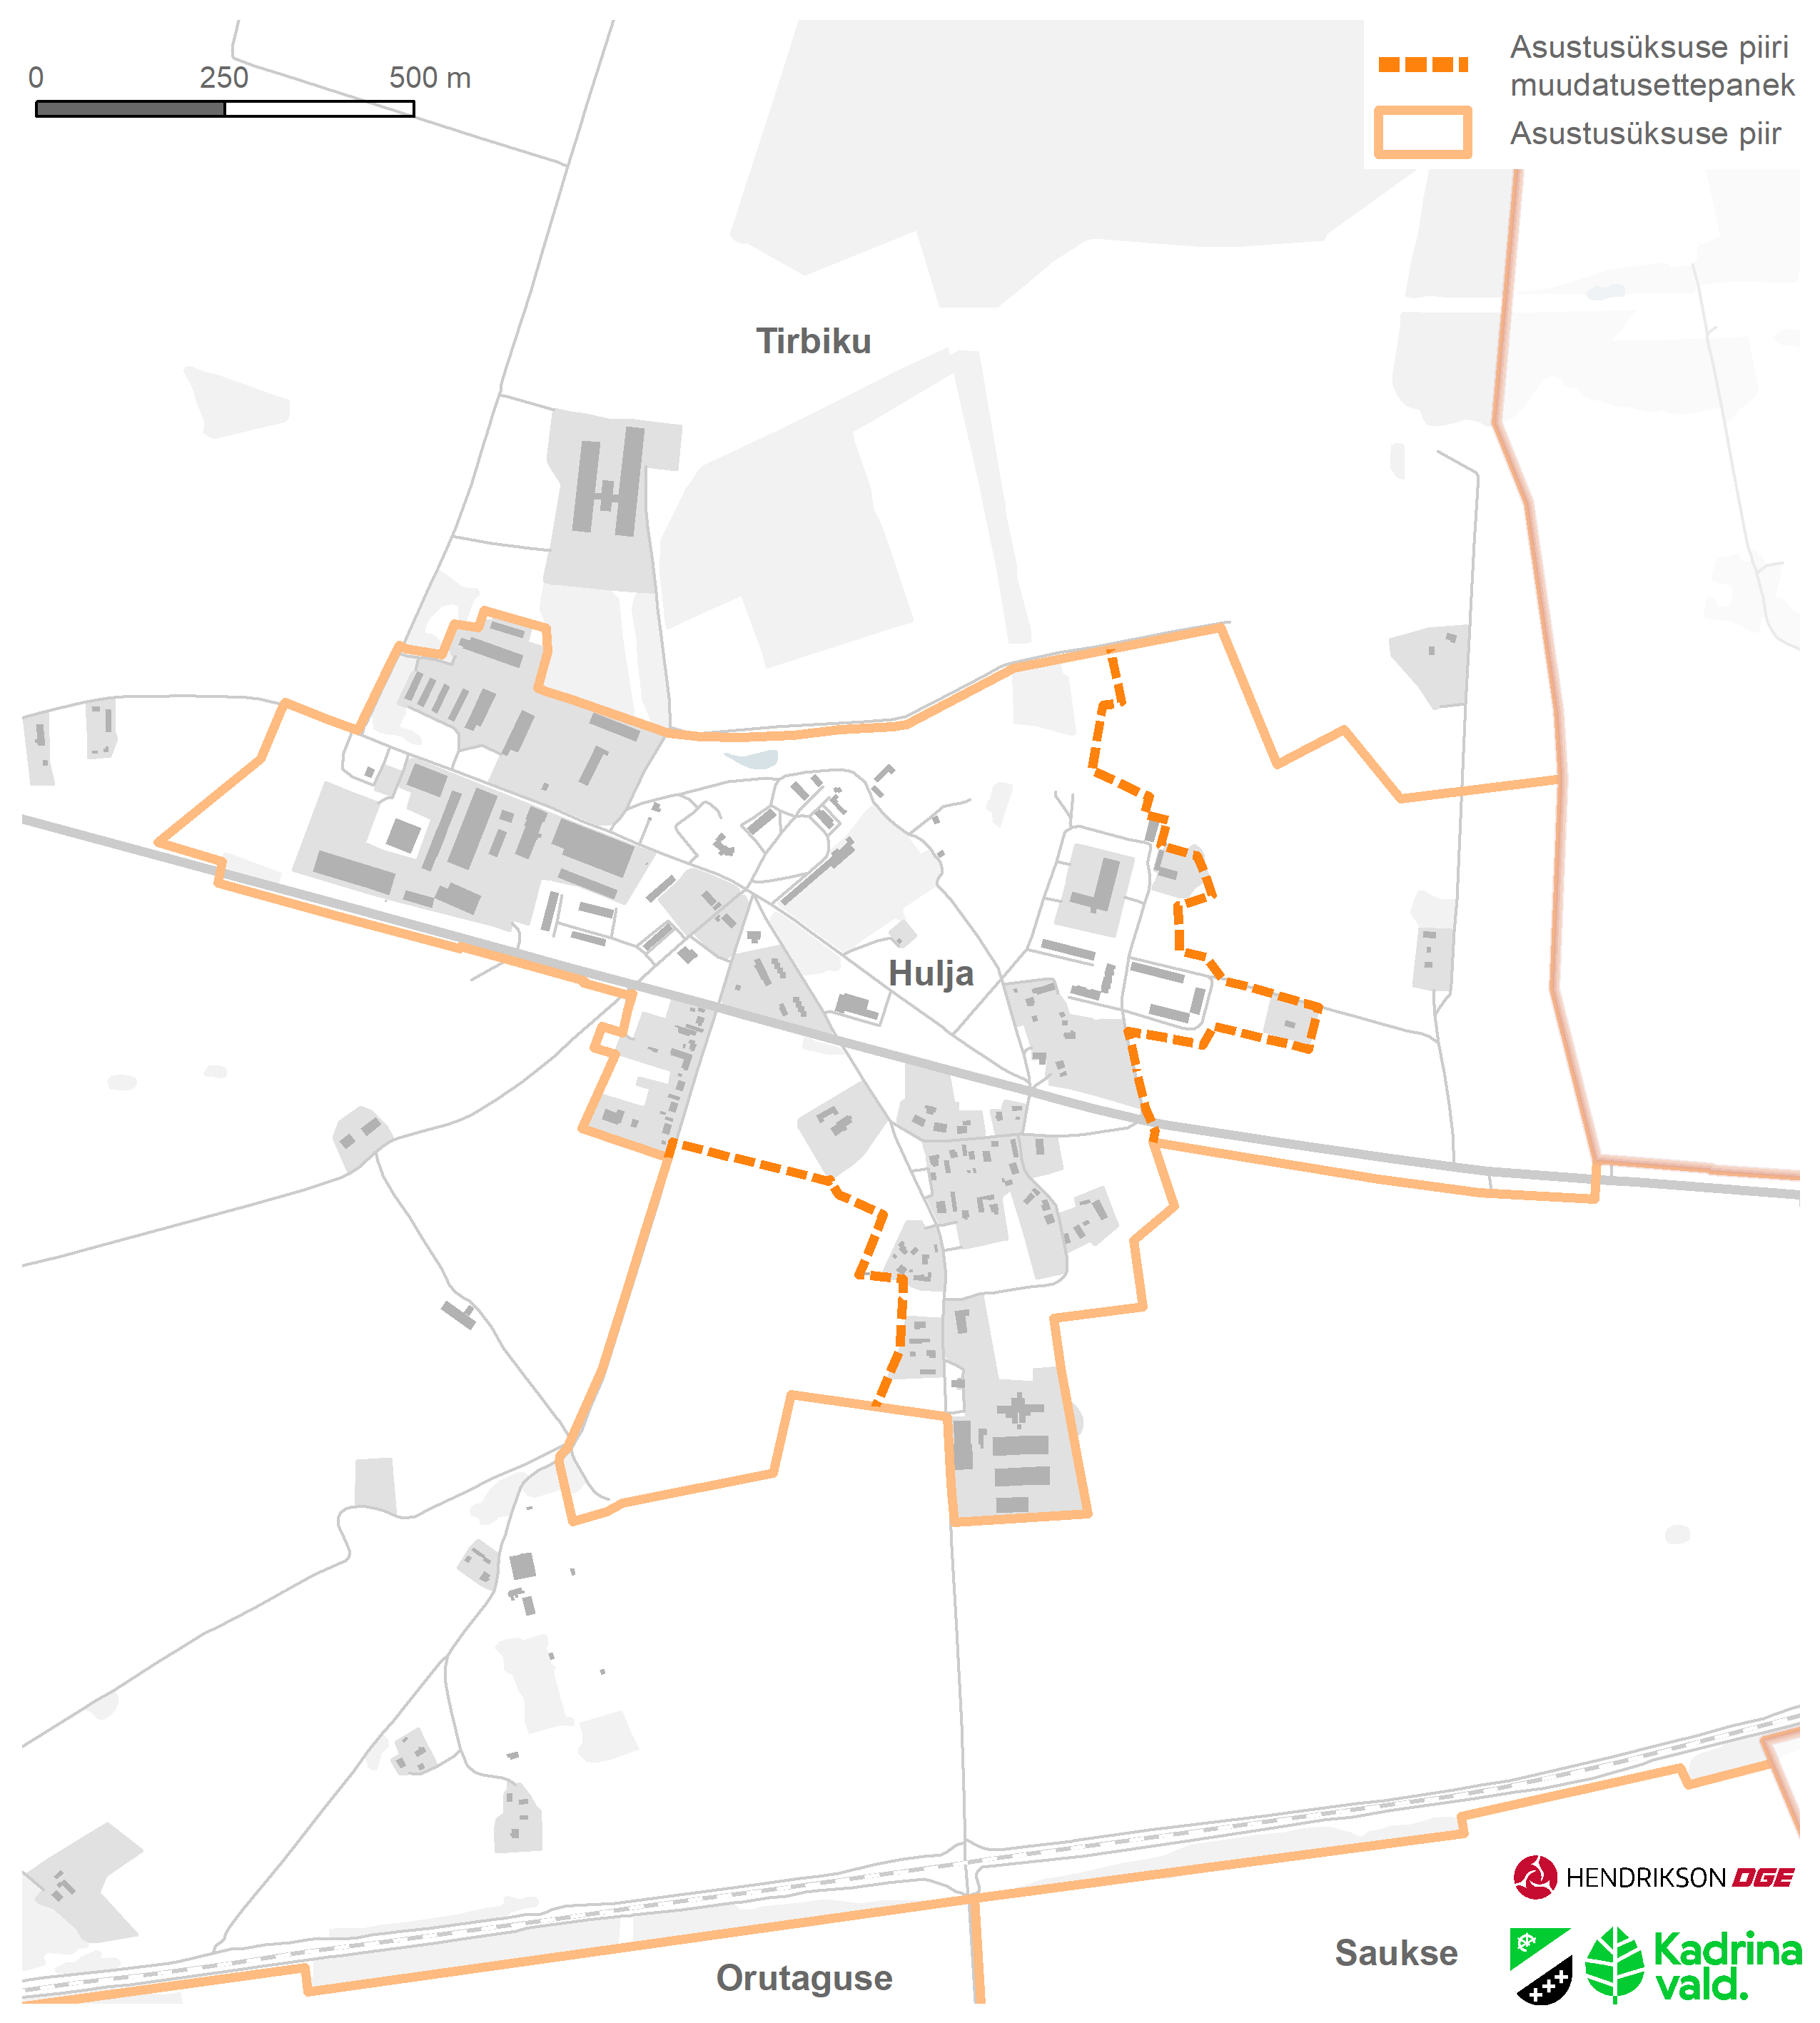 0 250 500 m
Asustusüksuse piiri
muudatusettepanek
Asustusüksuse piir
Tirbiku
Hulja
Orutaguse
Saukse
HENDRIKSON DGE
Kadrina
vald.